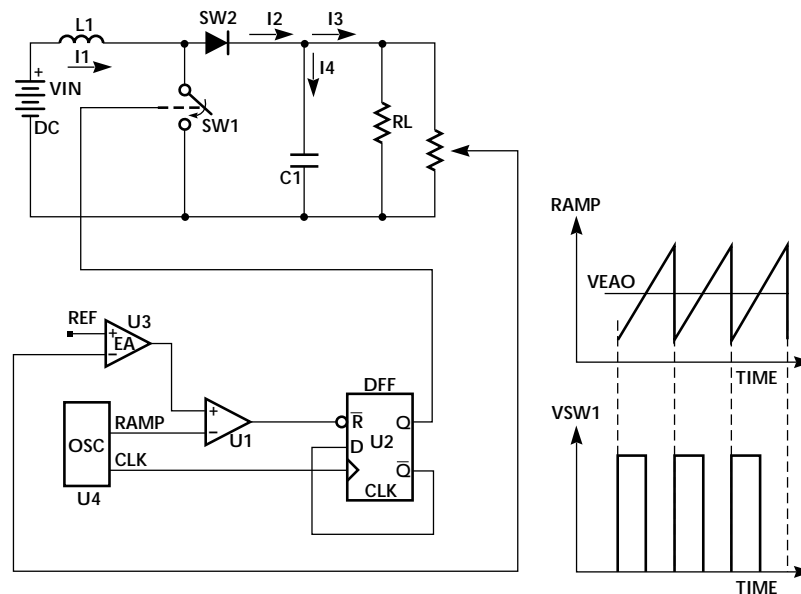 L1
SW2
I2
I3
I1
I4
+
VIN
DC
SW1
RL
C1
REF
U3
+
EA
−
OSC
RAMP
CLK
U4
+
−
U1
DFF
R
Q
D
U2
Q
CLK
RAMP
VEAO
TIME
VSW1
TIME